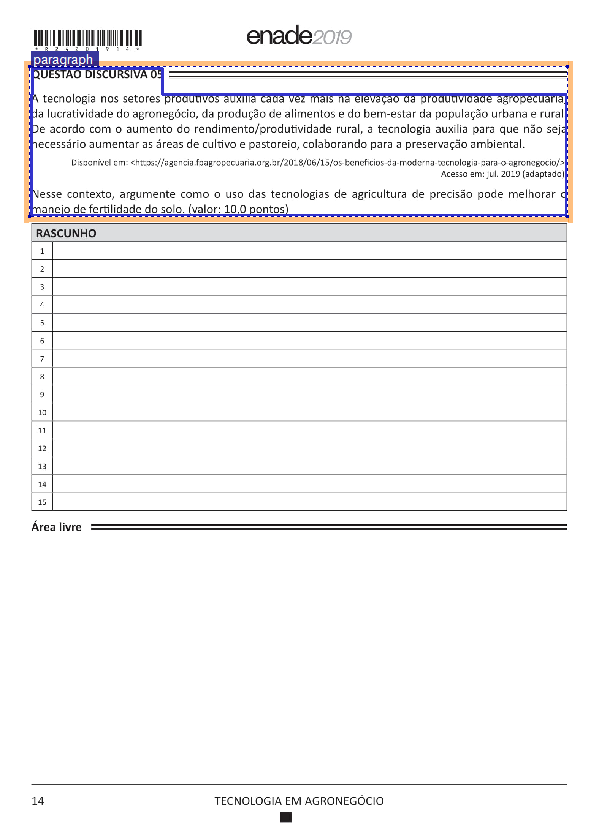 *R2420191 4*
enade2019
paragraph
QUESTÃO DISCURSIVA 05
A tecnologia nos setores produtivos auxilia cada vez mais na elevação da produtividade agropecuária,
da lucratividade do agronegócio, da produção de alimentos e do bem-estar da população urbana e rural.
De acordo com o aumento do rendimento/produtividade rural, a tecnologia auxilia para que não seja
necessário aumentar as áreas de cultivo e pastoreio, colaborando para a preservação ambiental.
Disponível em: <https://agencia.fpagropecuaria.org.br/2018/06/15/os-beneficios-da-moderna-tecnologia-para-o-agronegocio/>.
Acesso em: jul. 2019 (adaptado).
Nesse contexto, argumente como o uso das tecnologias de agricultura de precisão pode melhorar o
manejo de fertilidade do solo. (valor: 10,0 pontos)
RASCUNHO
1
2
3
4
5
6
7
8
9
10
11
12
13
14
15
Área livre
14 TECNOLOGIA EM AGRONEGÓCIO